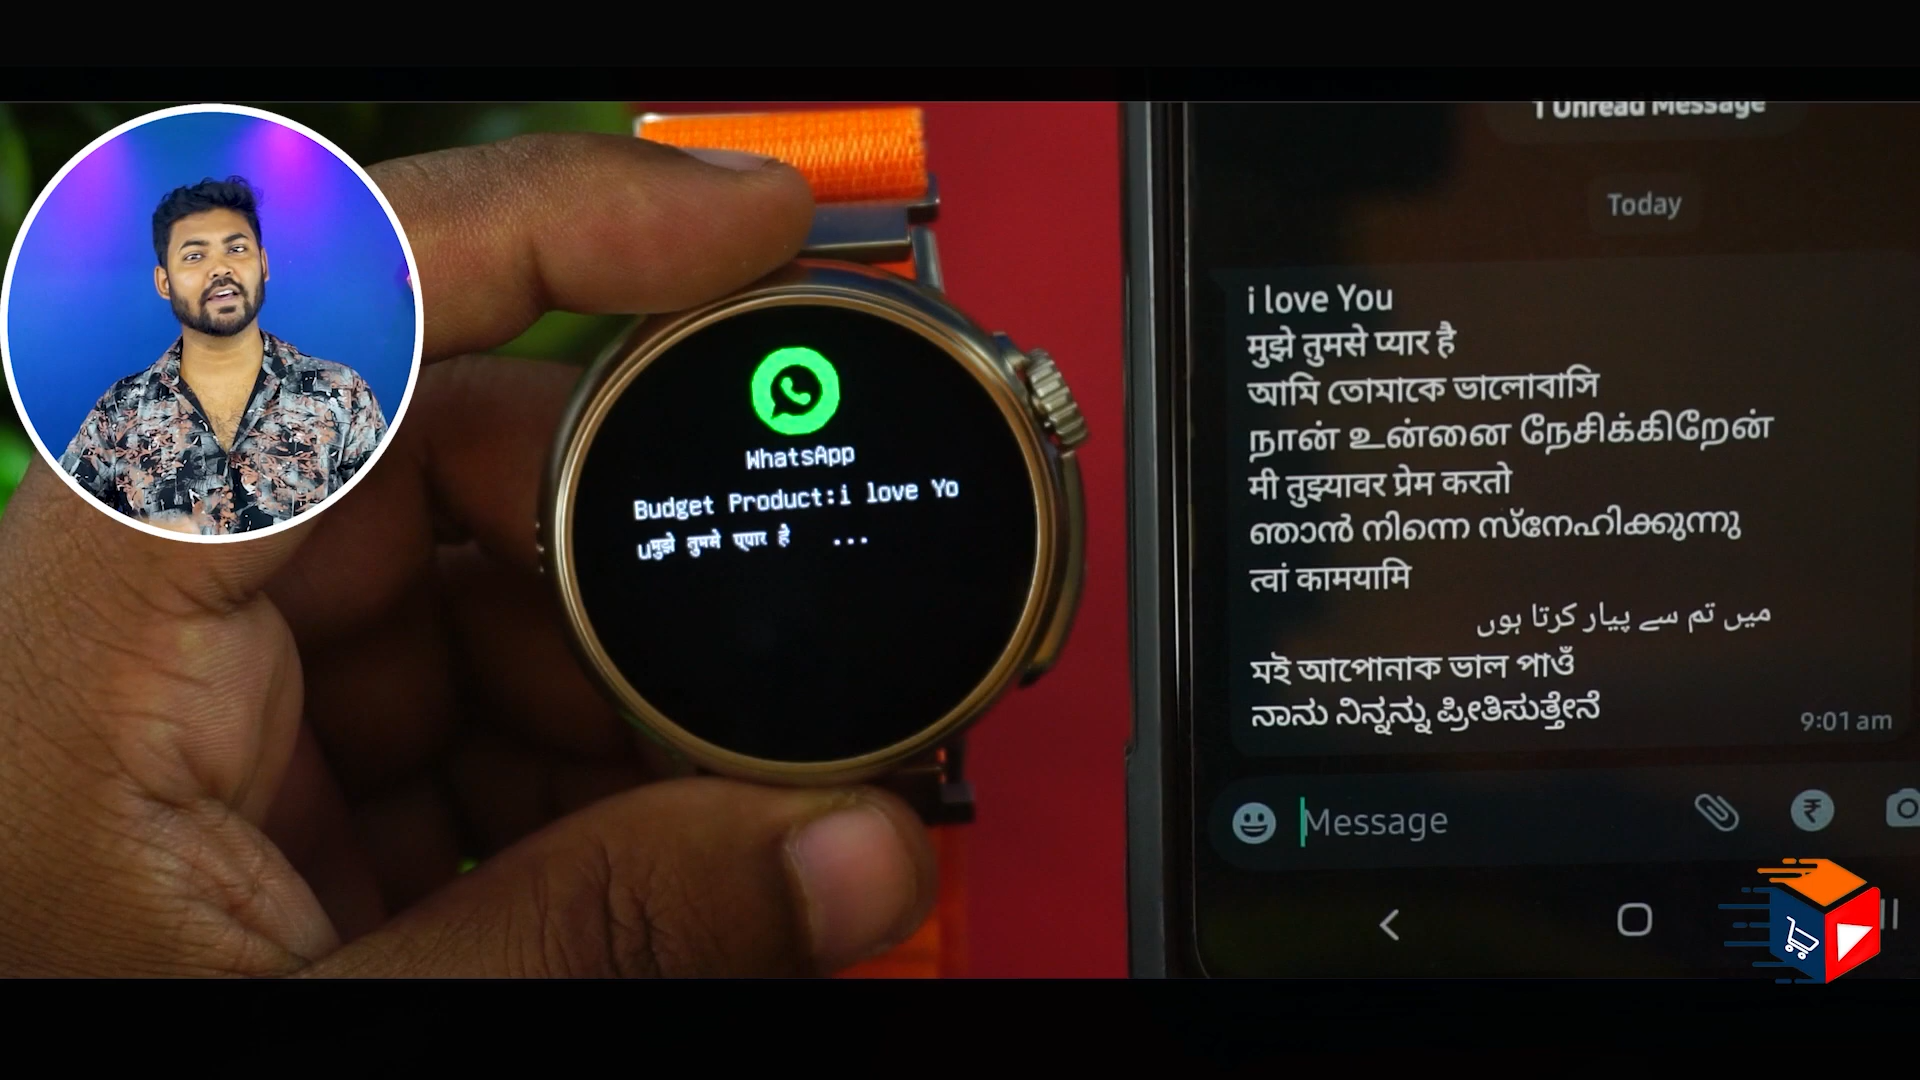 WhatsApp
Budget Product:i love Yo
uमुझे तुमसे प्यार है ...
1 Unread Message
Today
i love You
मुझे तुमसे प्यार है
আমি তোমাকে ভালোবাসি
நான் உன்னை நேசிக்கிறேன்
मी तुझ्यावर प्रेम करतो
ഞാൻ നിന്നെ സ്നേഹിക്കുന്നു
त्वां कामयामि
میں تم سے پیار کرتا ہوں
মই আপোনাক ভাল পাওঁ
ನಾನು ನಿನ್ನನ್ನು ಪ್ರೀತಿಸುತ್ತೇನೆ
9:01 am
Message